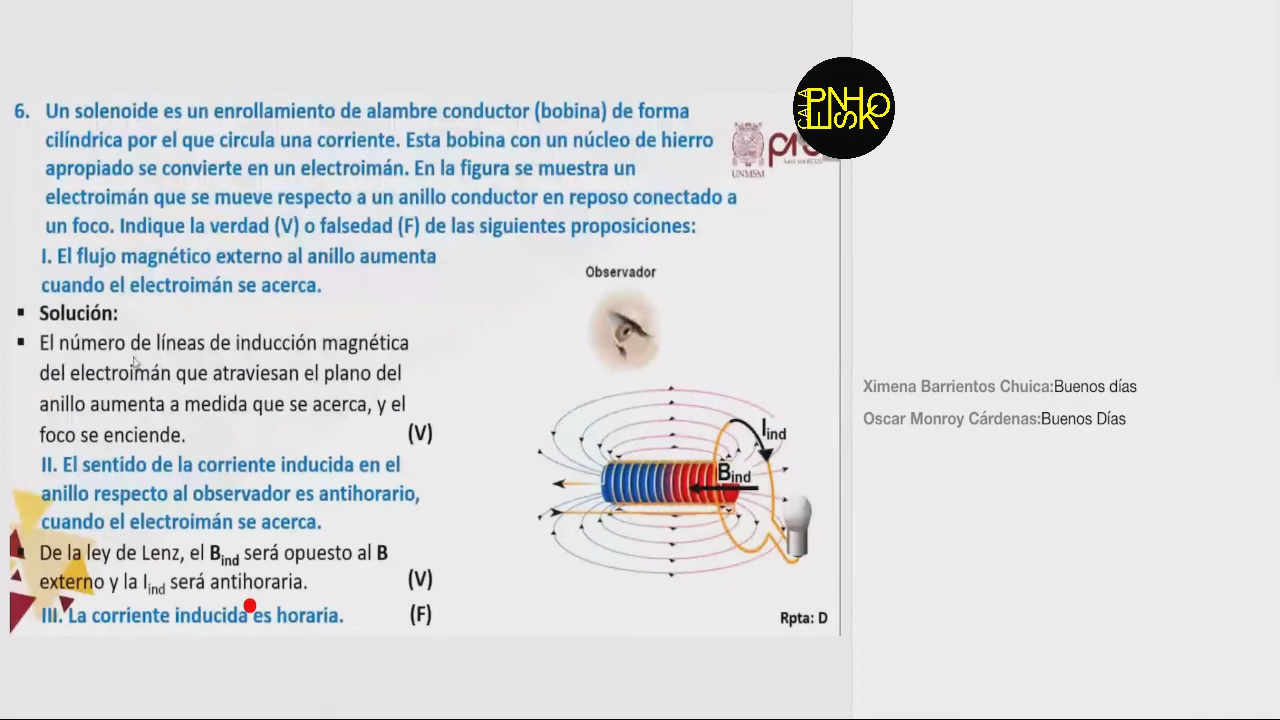 6. Un solenoide es un enrollamiento de alambre conductor (bobina) de forma
cilíndrica por el que circula una corriente. Esta bobina con un núcleo de hierro
apropiado se convierte en un electroimán. En la figura se muestra un
electroimán que se mueve respecto a un anillo conductor en reposo conectado a
un foco. Indique la verdad (V) o falsedad (F) de las siguientes proposiciones:
I. El flujo magnético externo al anillo aumenta
cuando el electroimán se acerca.
▪ Solución:
▪ El número de líneas de inducción magnética
del electroimán que atraviesan el plano del
anillo aumenta a medida que se acerca, y el
foco se enciende. (V)
II. El sentido de la corriente inducida en el
anillo respecto al observador es antihorario,
cuando el electroimán se acerca.
▪ De la ley de Lenz, el Bind será opuesto al B
externo y la Iind será antihoraria. (V)
III. La corriente inducida es horaria. (F)
UNMSM
Observador
Iind
Bind
Rpta: D
Ximena Barrientos Chuica:Buenos días
Oscar Monroy Cárdenas:Buenos Días